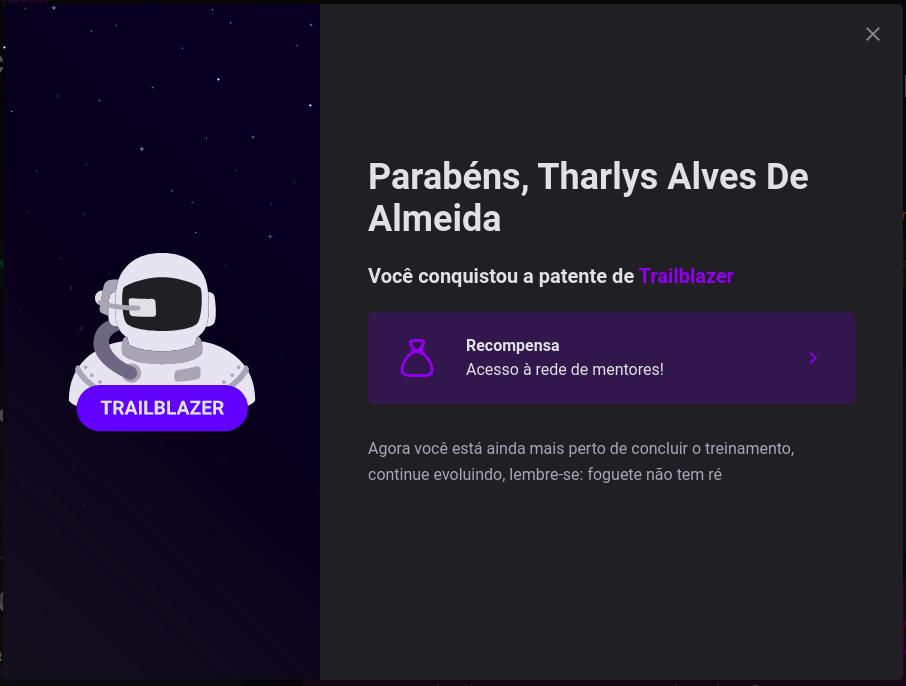 Parabéns, Tharlys Alves De
Almeida
Você conquistou a patente de Trailblazer
Recompensa
Acesso à rede de mentores!
TRAILBLAZER
Agora você está ainda mais perto de concluir o treinamento,
continue evoluindo, lembre-se: foguete não tem ré